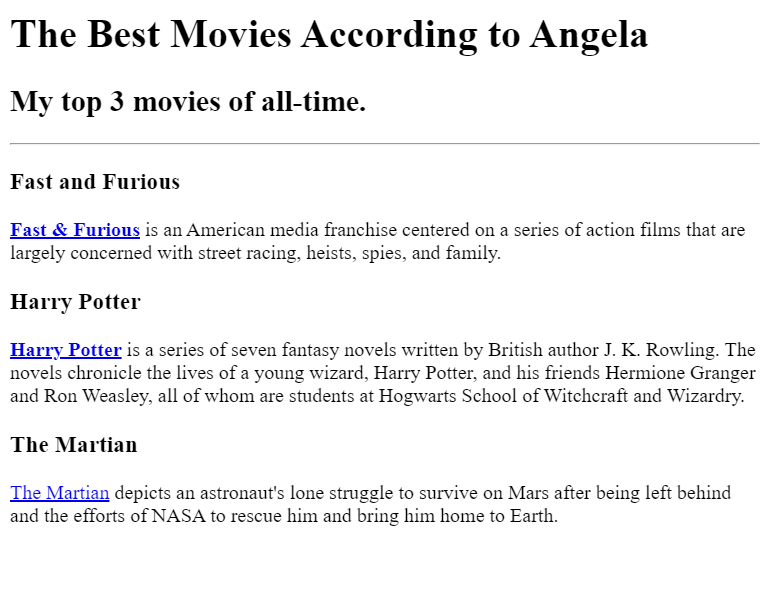 The Best Movies According to Angela
My top 3 movies of all-time.
Fast and Furious
Fast & Furious is an American media franchise centered on a series of action films that are
largely concerned with street racing, heists, spies, and family.
Harry Potter
Harry Potter is a series of seven fantasy novels written by British author J. K. Rowling. The
novels chronicle the lives of a young wizard, Harry Potter, and his friends Hermione Granger
and Ron Weasley, all of whom are students at Hogwarts School of Witchcraft and Wizardry.
The Martian
The Martian depicts an astronaut's lone struggle to survive on Mars after being left behind
and the efforts of NASA to rescue him and bring him home to Earth.